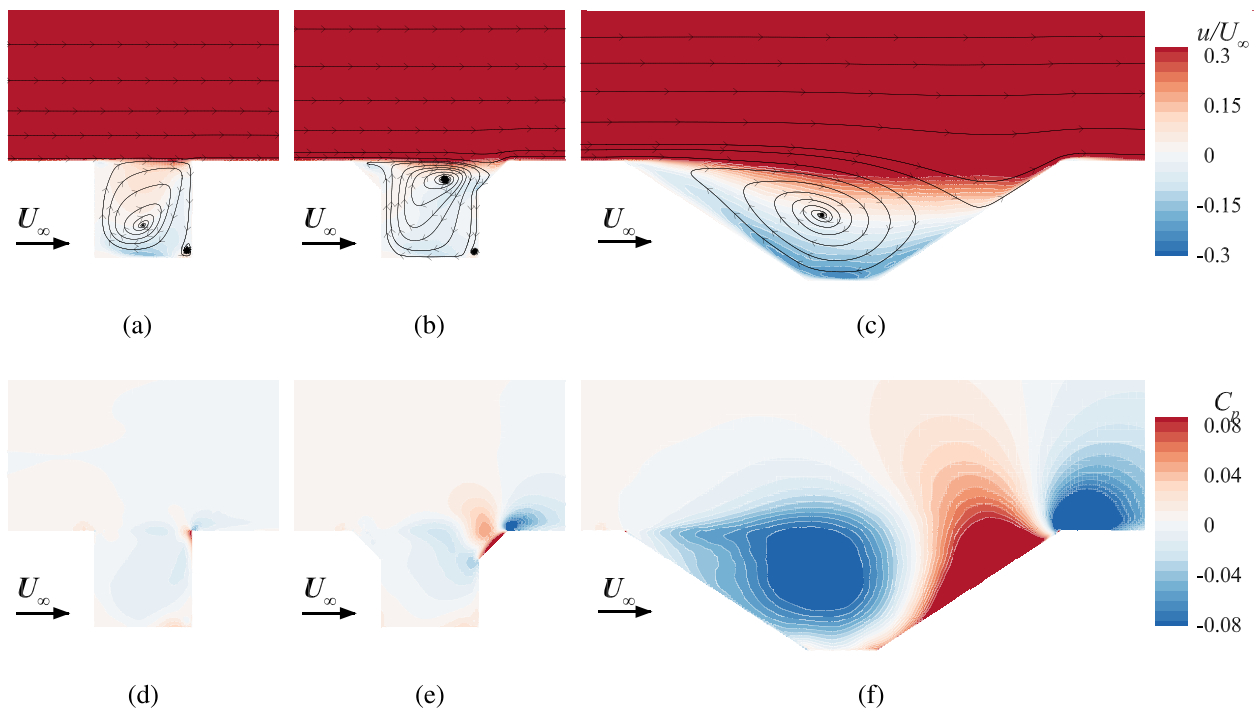 u/U∞
0.3
0.15
0
-0.15
-0.3
U∞ U∞ U∞
(a) (b) (c)
Cp
0.08
0.04
0
-0.04
-0.08
U∞ U∞ U∞
(d) (e) (f)